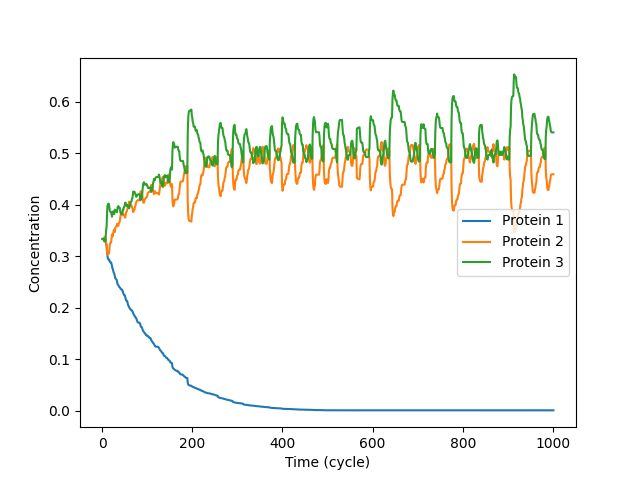 0.6
0.5
0.4
0.3
0.2
0.1
0.0
Concentration
0
200
400
600
800
1000
Time (cycle)
Protein 1
Protein 2
Protein 3